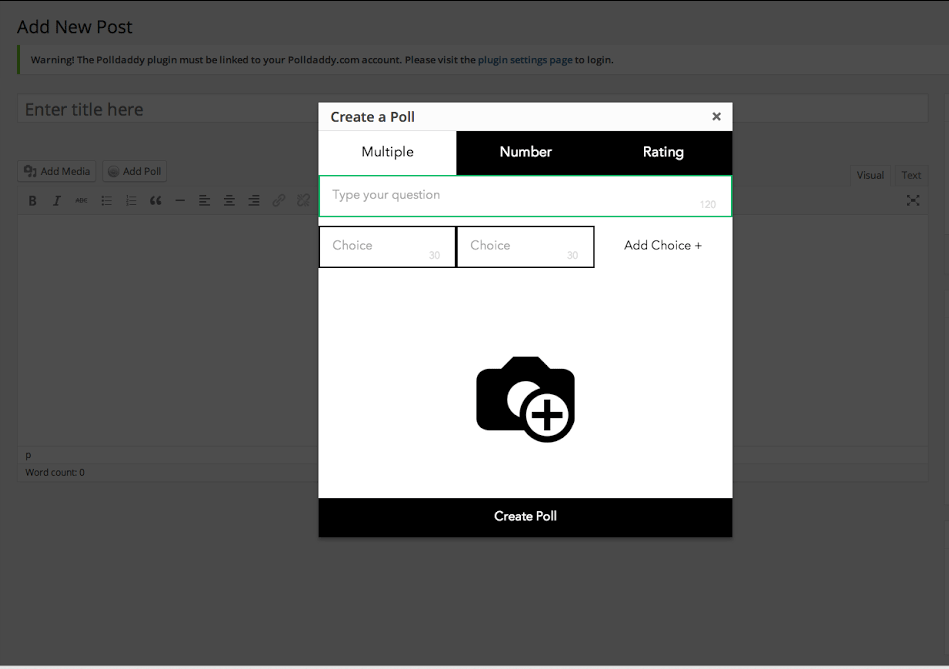 Add New Post
Warning! The Polldaddy plugin must be linked to your Polldaddy.com account. Please visit the plugin settings page to login.
Enter title here
Create a Poll ×
Multiple Number Rating
Type your question
120
Add Media Add Poll
Visual Text
B I ABC
Choice 30 Choice 30 Add Choice +
p
Word count: 0
Create Poll